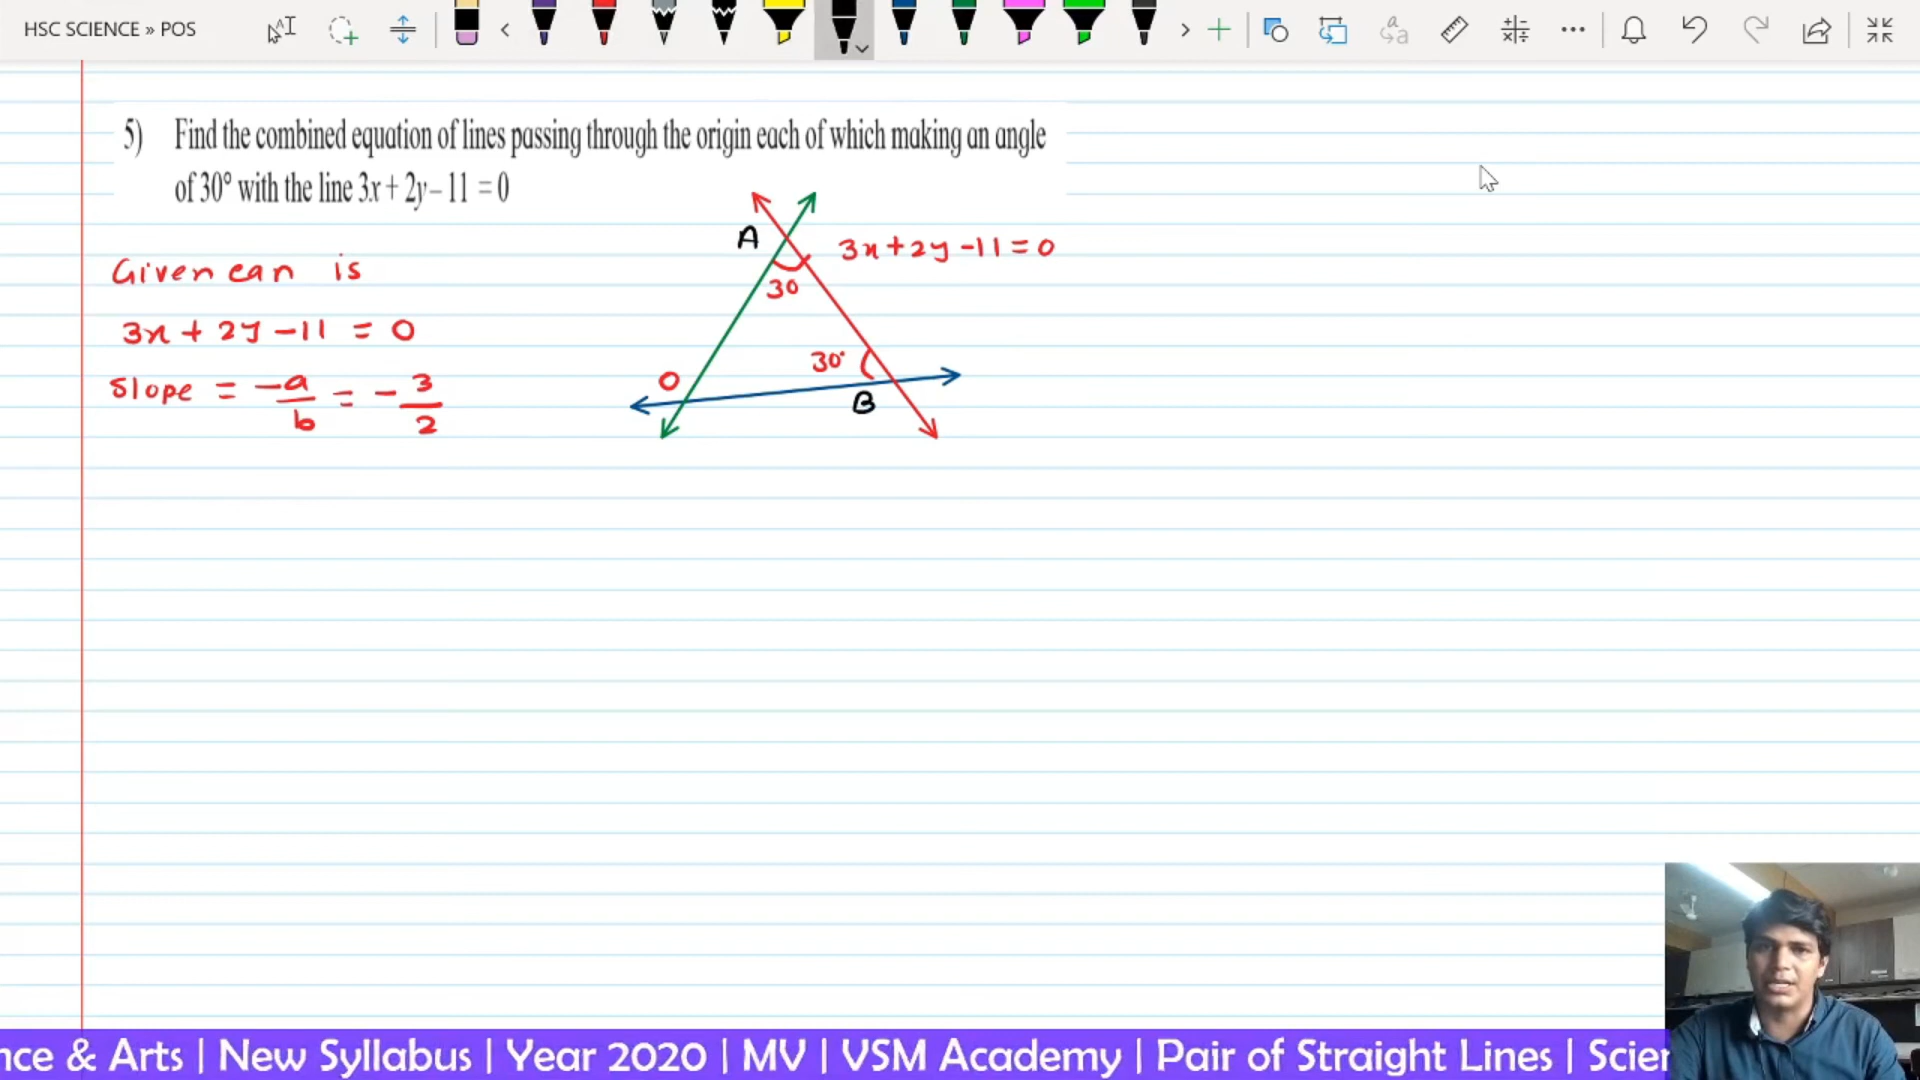 HSC SCIENCE » POS
5) Find the combined equation of lines passing through the origin each of which making an angle
of 30° with the line 3x + 2y – 11 = 0
A
3x + 2y - 11 = 0
Given eqn is
30
3x + 2y - 11 = 0
30°
Slope = -a/b = -3/2
O
B
nce & Arts | New Syllabus | Year 2020 | MV | VSM Academy | Pair of Straight Lines | Scien